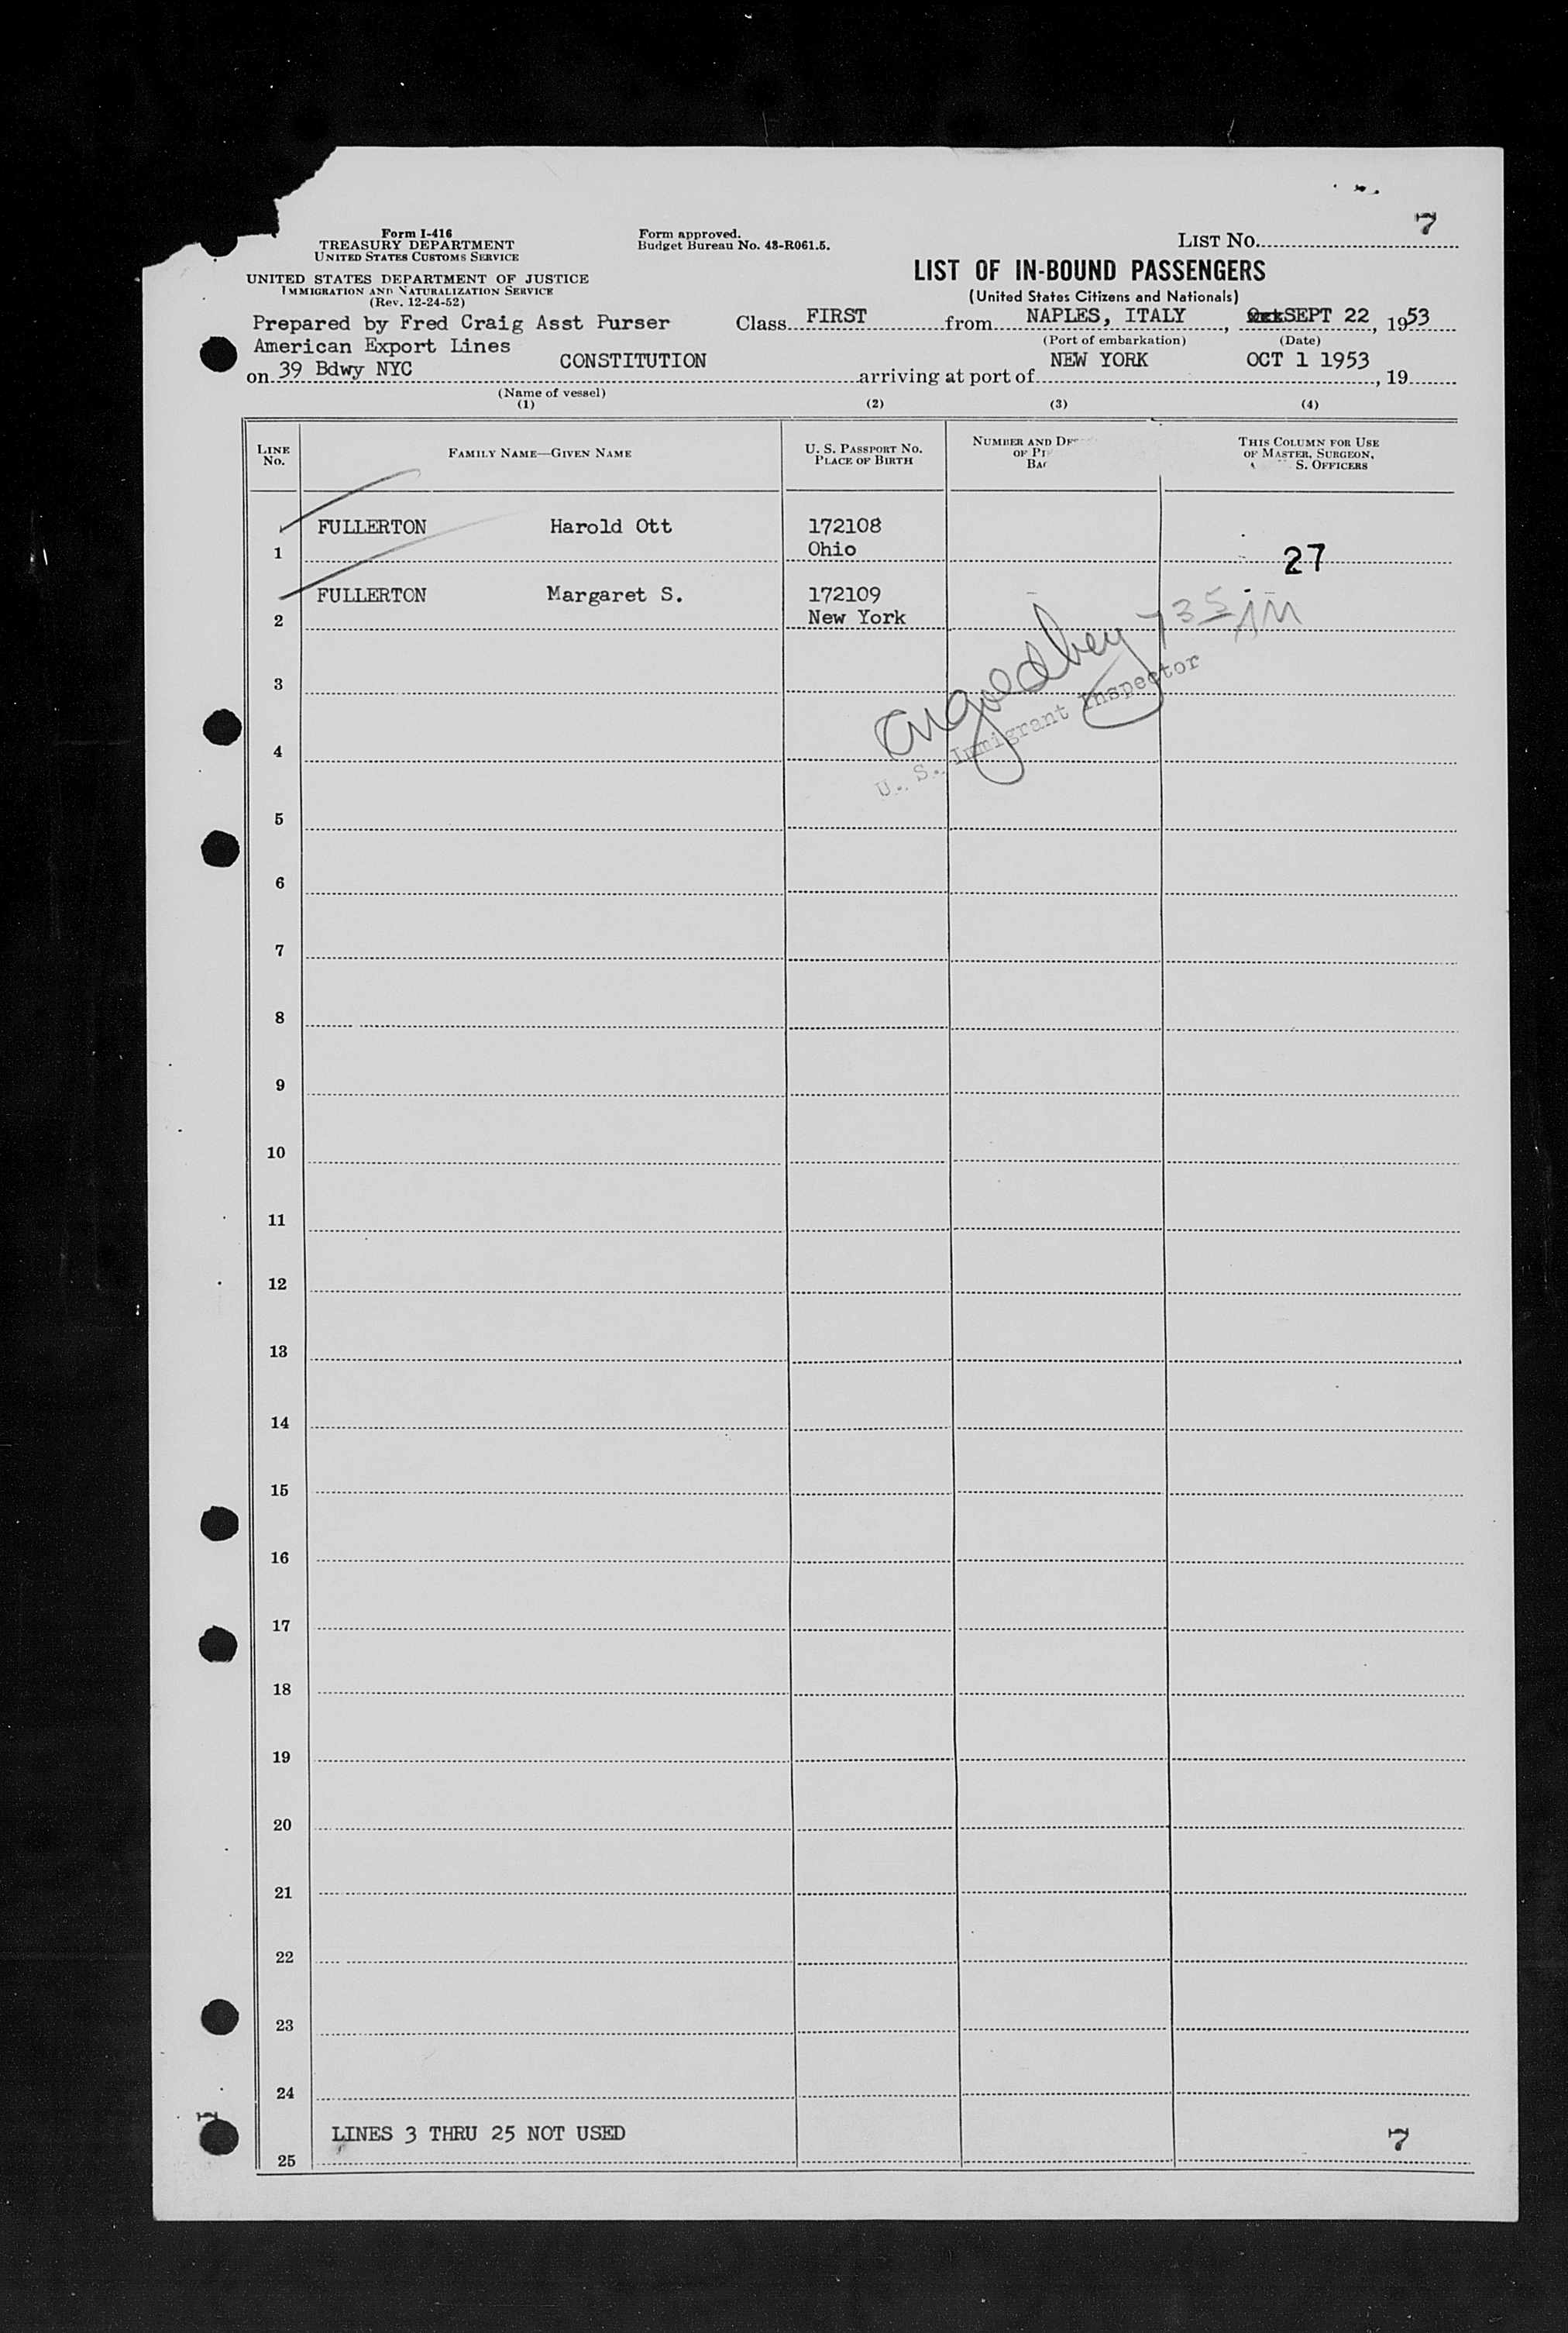 7
Form I-416
TREASURY DEPARTMENT
UNITED STATES CUSTOMS SERVICE
Form approved.
Budget Bureau No. 43-R061.5.
LIST NO.
UNITED STATES DEPARTMENT OF JUSTICE
IMMIGRATION AND NATURALIZATION SERVICE
(Rev. 12-24-52)
LIST OF IN-BOUND PASSENGERS
(United States Citizens and Nationals)
Prepared by Fred Craig Asst Purser
Class FIRST from NAPLES, ITALY, SEPT 22, 1953
(Port of embarkation) (Date)
American Export Lines
on 39 Bdwy NYC CONSTITUTION arriving at port of NEW YORK OCT 1 1953, 19
(Name of vessel)
(1) (2) (3) (4)
LINE NO.
FAMILY NAME—GIVEN NAME
U. S. PASSPORT NO.
PLACE OF BIRTH
NUMBER AND
OF
THIS COLUMN FOR USE
OF MASTER, SURGEON,
S. OFFICERS
1 FULLERTON Harold Ott 172108
Ohio
27
2 FULLERTON Margaret S. 172109
New York
735 AM
U. S. Immigrant Inspector
3
4
5
6
7
8
9
10
11
12
13
14
15
16
17
18
19
20
21
22
23
24
25 LINES 3 THRU 25 NOT USED
7